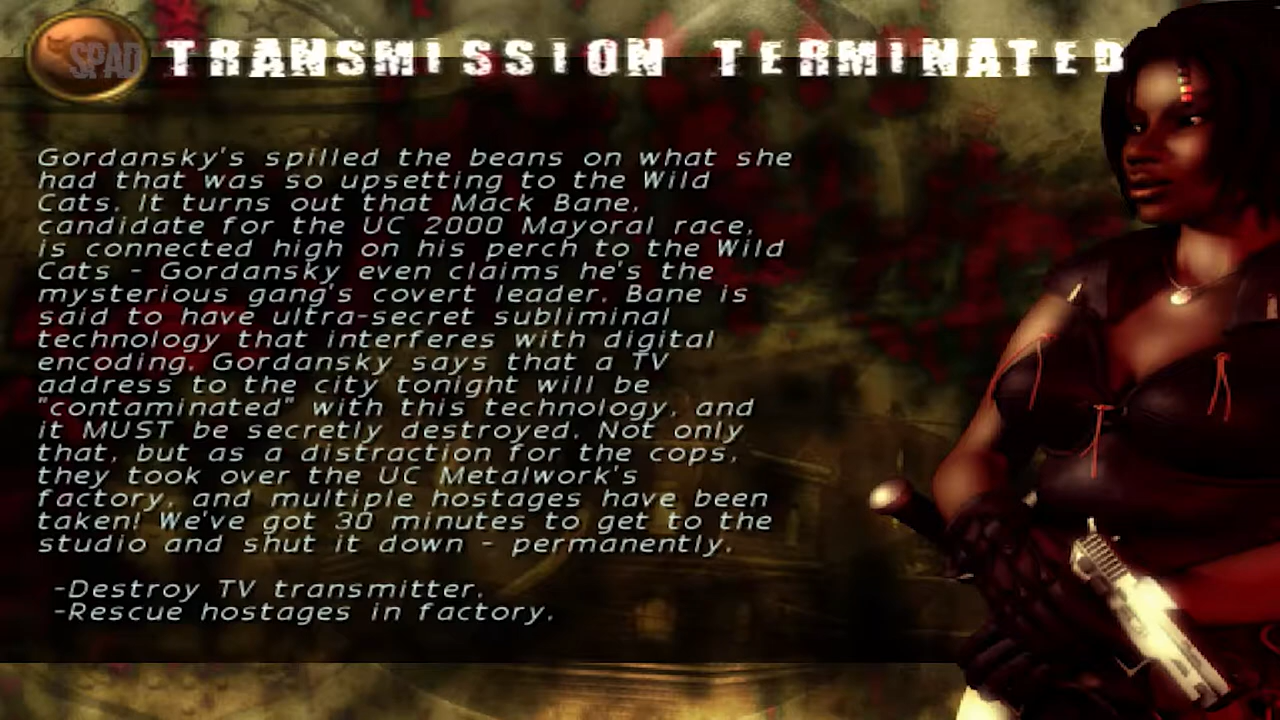 SPAD
TRANSMISSION TERMINATED
Gordansky's spilled the beans on what she
had that was so upsetting to the Wild
Cats. It turns out that Mack Bane,
candidate for the UC 2000 Mayoral race,
is connected high on his perch to the Wild
Cats - Gordansky even claims he's the
mysterious gang's covert leader. Bane is
said to have ultra-secret subliminal
technology that interferes with digital
encoding. Gordansky says that a TV
address to the city tonight will be
"contaminated" with this technology, and
it MUST be secretly destroyed. Not only
that, but as a distraction for the cops,
they took over the UC Metalwork's
factory, and multiple hostages have been
taken! We've got 30 minutes to get to the
studio and shut it down - permanently.
-Destroy TV transmitter.
-Rescue hostages in factory.